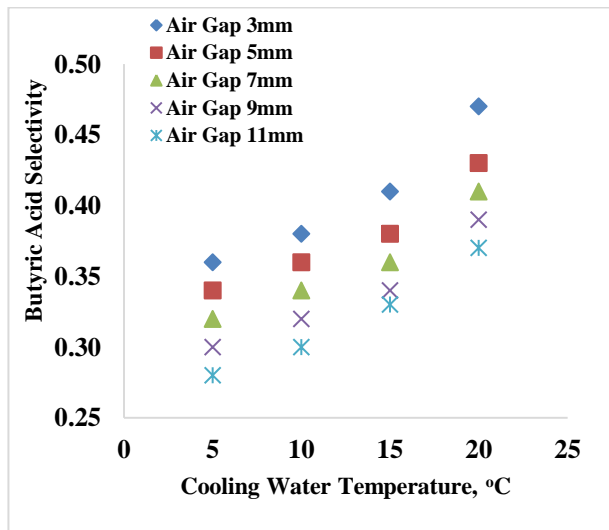 Air Gap 3mm
Air Gap 5mm
Air Gap 7mm
Air Gap 9mm
Air Gap 11mm
0.50
0.45
0.40
0.35
0.30
0.25
Butyric Acid Selectivity
0 5 10 15 20 25
Cooling Water Temperature, ºC